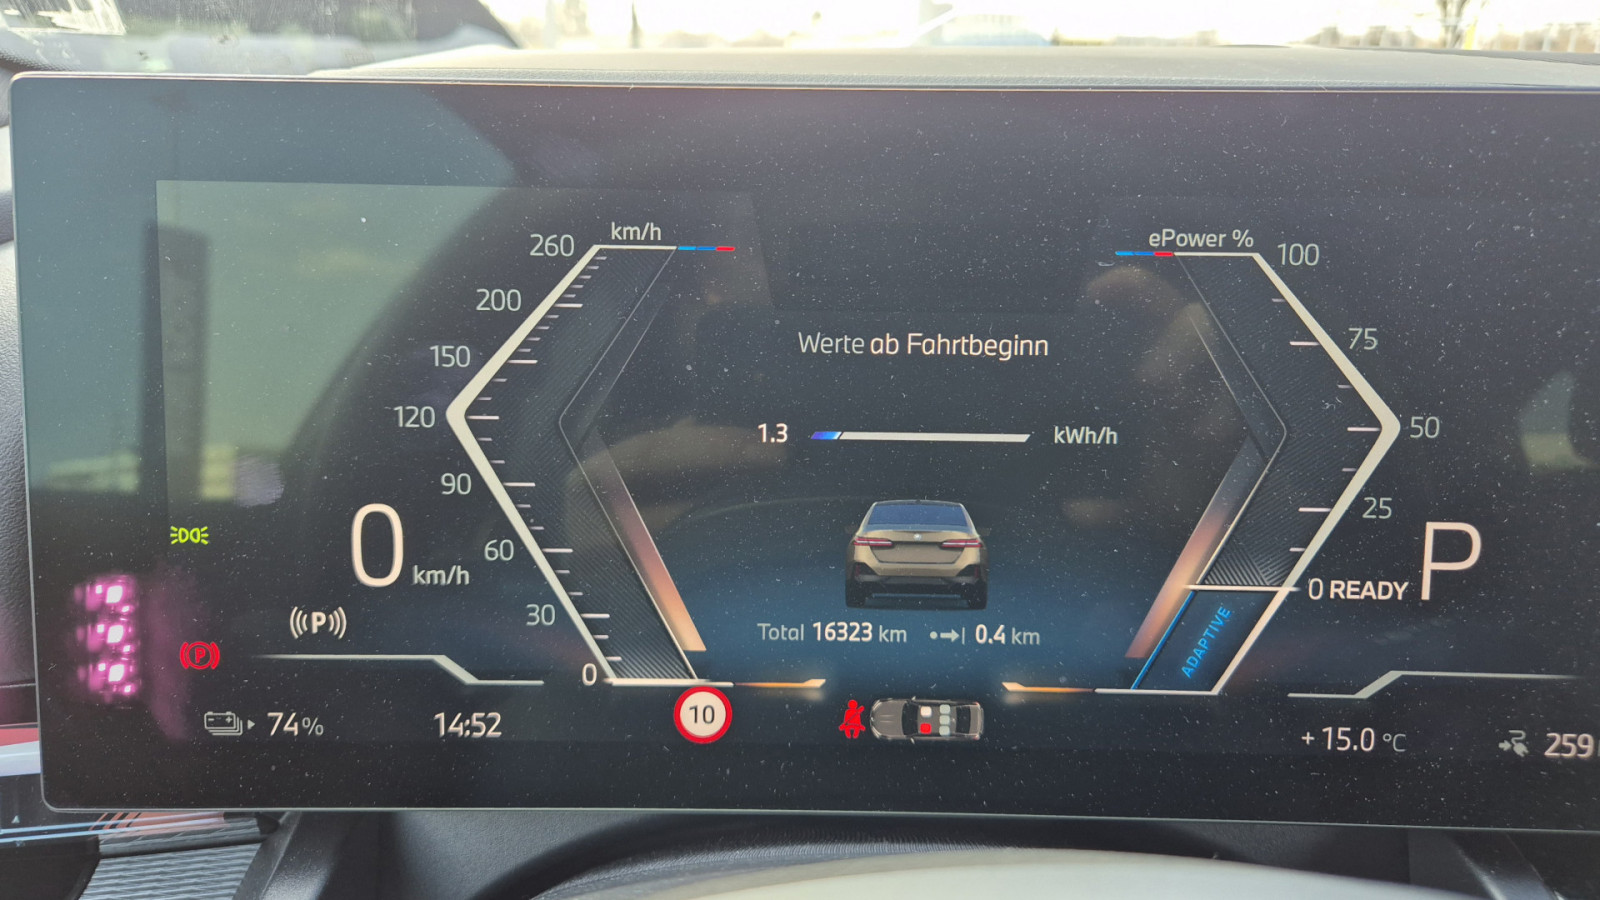 km/h
ePower %
260
200
150
120
90
60
30
0
100
75
50
25
0 READY
P
Werte ab Fahrtbeginn
1.3 kWh/h
0 km/h
((P))
(P)
Total 16323 km 0.4 km
ADAPTIVE
74%
14:52
10
+15.0 °C
259